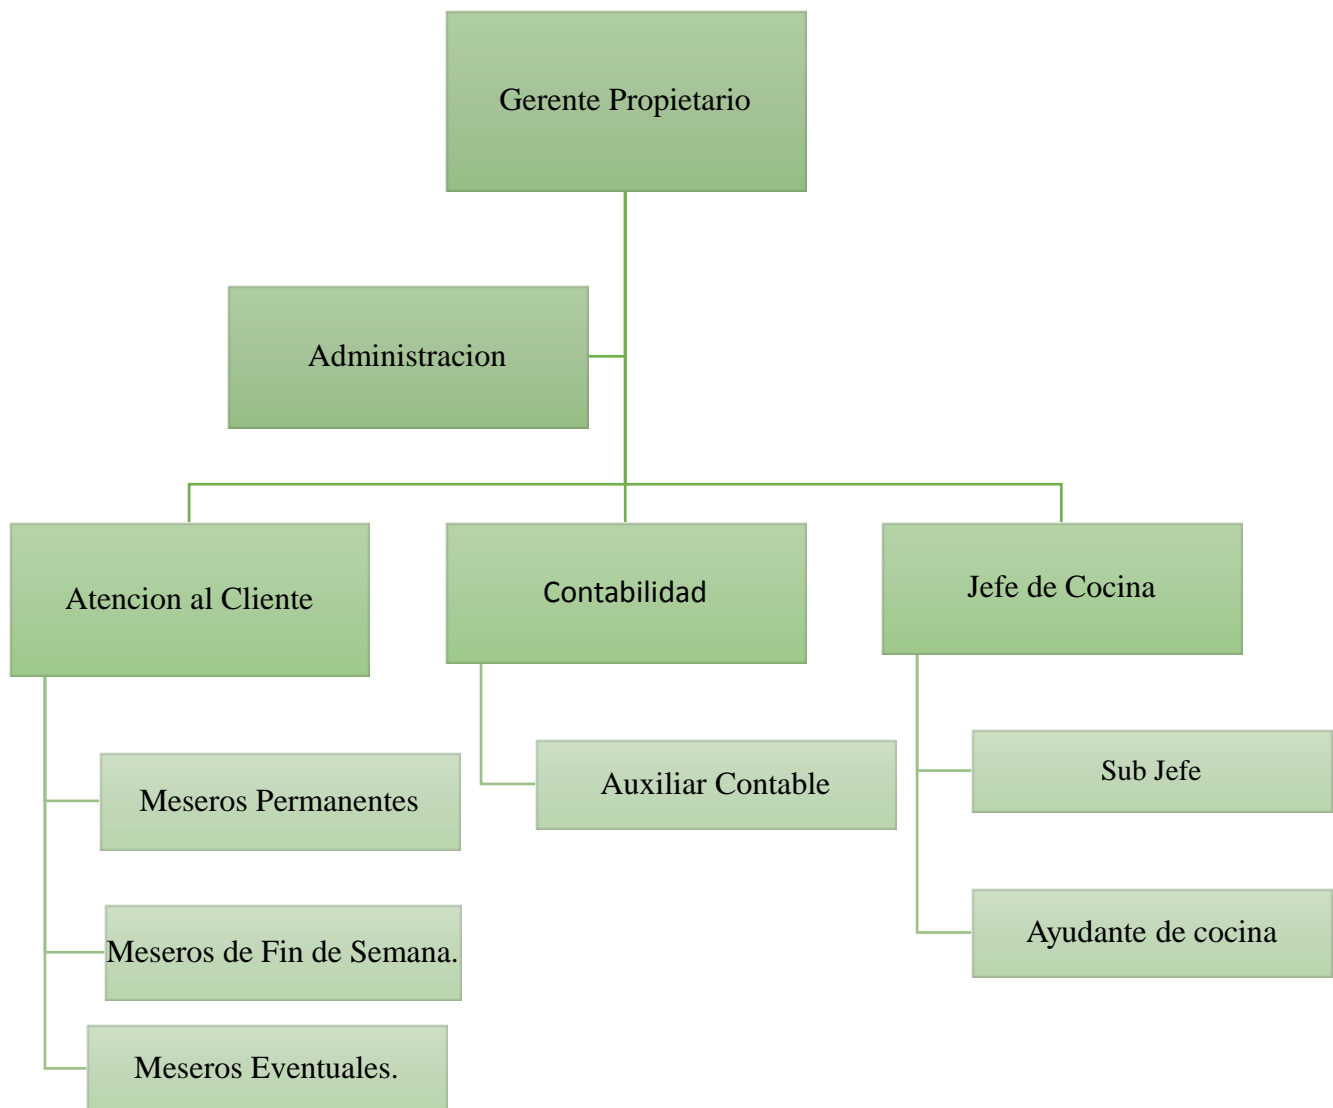 Gerente Propietario
Administracion
Atencion al Cliente
Contabilidad
Jefe de Cocina
Meseros Permanentes
Auxiliar Contable
Sub Jefe
Meseros de Fin de Semana.
Ayudante de cocina
Meseros Eventuales.